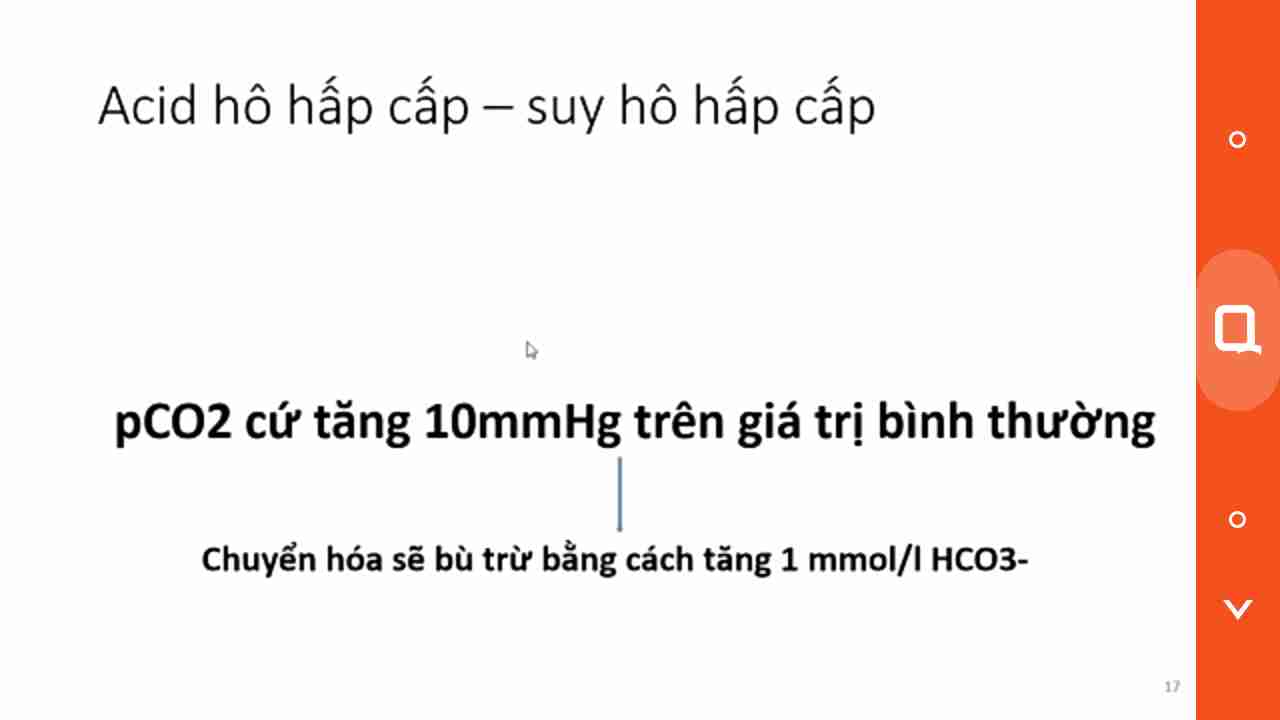 Acid hô hấp cấp – suy hô hấp cấp
pCO2 cứ tăng 10mmHg trên giá trị bình thường
Chuyển hóa sẽ bù trừ bằng cách tăng 1 mmol/l HCO3-
17